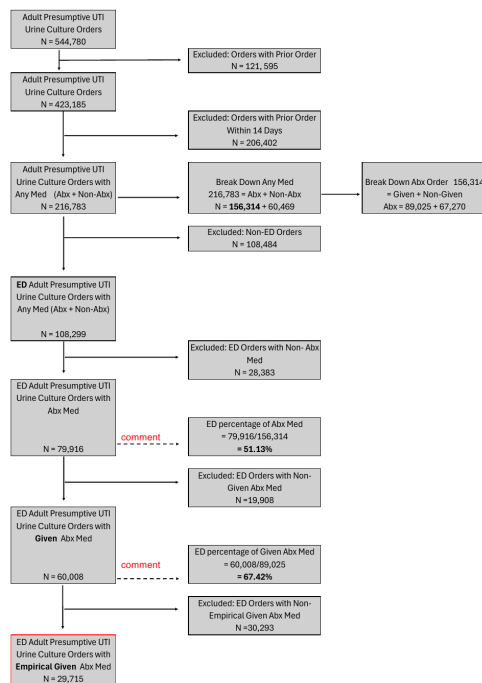 Adult Presumptive UTI
Urine Culture Orders
N = 544,780
Excluded: Orders with Prior Order
N = 121, 595
Adult Presumptive UTI
Urine Culture Orders
N = 423,185
Excluded: Orders with Prior Order
Within 14 Days
N = 206,402
Adult Presumptive UTI
Urine Culture Orders with
Any Med (Abx + Non-Abx)
N = 216,783
Break Down Any Med
216,783 = Abx + Non-Abx
N = 156,314 + 60,469
Break Down Abx Order 156,314
= Given + Non-Given
Abx = 89,025 + 67,270
Excluded: Non-ED Orders
N = 108,484
ED Adult Presumptive UTI
Urine Culture Orders with
Any Med (Abx + Non-Abx)
N = 108,299
Excluded: ED Orders with Non- Abx
Med
N = 28,383
ED Adult Presumptive UTI
Urine Culture Orders with
Abx Med
N = 79,916
comment
ED percentage of Abx Med
= 79,916/156,314
= 51.13%
Excluded: ED Orders with Non-
Given Abx Med
N =19,908
ED Adult Presumptive UTI
Urine Culture Orders with
Given Abx Med
N = 60,008
comment
ED percentage of Given Abx Med
= 60,008/89,025
= 67.42%
Excluded: ED Orders with Non-
Empirical Given Abx Med
N =30,293
ED Adult Presumptive UTI
Urine Culture Orders with
Empirical Given Abx Med
N = 29,715